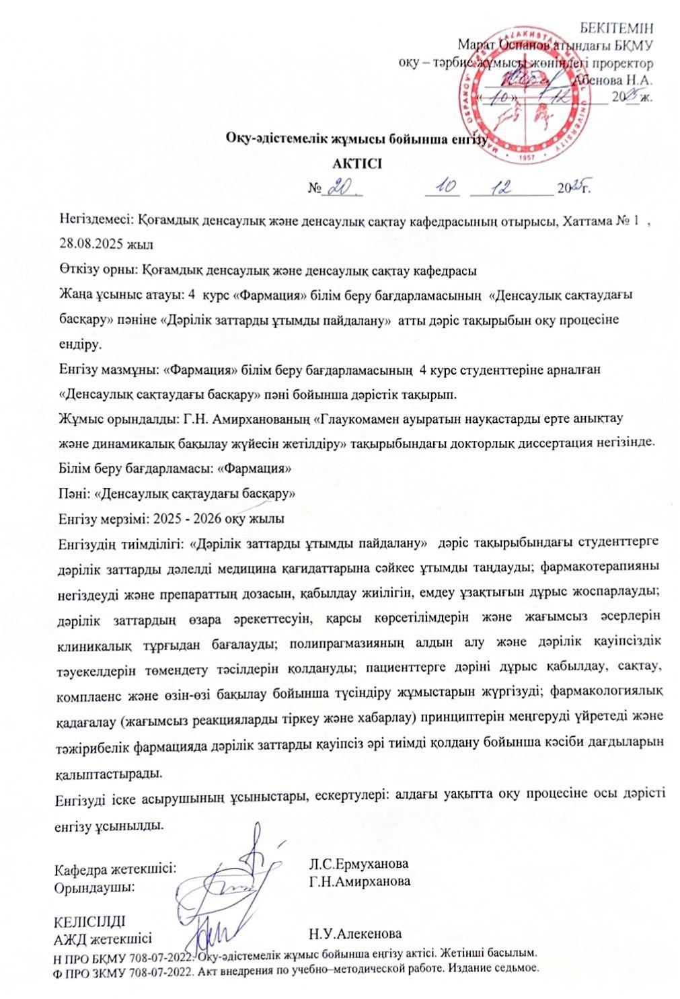 БЕКІТЕМІН
Марат Оспанов атындағы БҚМУ
оқу – тәрбие жұмысы жөніндегі проректор
Абенова Н.А.
«10» 12 2025 ж.
MARAT OSPANOV WEST KAZAKHSTAN MEDICAL UNIVERSITY • 1957 •
Оқу-әдістемелік жұмысы бойынша енгізу
АКТІСІ
№ 20. 10 12 2025г.
Негіздемесі: Қоғамдық денсаулық және денсаулық сақтау кафедрасының отырысы, Хаттама № 1 ,
28.08.2025 жыл
Өткізу орны: Қоғамдық денсаулық және денсаулық сақтау кафедрасы
Жаңа ұсыныс атауы: 4 курс «Фармация» білім беру бағдарламасының «Денсаулық сақтаудағы
басқару» пәніне «Дәрілік заттарды ұтымды пайдалану» атты дәріс тақырыбын оқу процесіне
ендіру.
Енгізу мазмұны: «Фармация» білім беру бағдарламасының 4 курс студенттеріне арналған
«Денсаулық сақтаудағы басқару» пәні бойынша дәрістік тақырып.
Жұмыс орындалды: Г.Н. Амирханованың «Глаукомамен ауыратын науқастарды ерте анықтау
және динамикалық бақылау жүйесін жетілдіру» тақырыбындағы докторлық диссертация негізінде.
Білім беру бағдарламасы: «Фармация»
Пәні: «Денсаулық сақтаудағы басқару»
Енгізу мерзімі: 2025 - 2026 оқу жылы
Енгізудің тиімділігі: «Дәрілік заттарды ұтымды пайдалану» дәріс тақырыбындағы студенттерге
дәрілік заттарды дәлелді медицина қағидаттарына сәйкес ұтымды таңдауды; фармакотерапияны
негіздеуді және препараттың дозасын, қабылдау жиілігін, емдеу ұзақтығын дұрыс жоспарлауды;
дәрілік заттардың өзара әрекеттесуін, қарсы көрсетілімдерін және жағымсыз әсерлерін
клиникалық тұрғыдан бағалауды; полипрагмазияның алдын алу және дәрілік қауіпсіздік
тәуекелдерін төмендету тәсілдерін қолдануды; пациенттерге дәріні дұрыс қабылдау, сақтау,
комплаенс және өзін-өзі бақылау бойынша түсіндіру жұмыстарын жүргізуді; фармакологиялық
қадағалау (жағымсыз реакцияларды тіркеу және хабарлау) принциптерін меңгеруді үйретеді және
тәжірибелік фармацияда дәрілік заттарды қауіпсіз әрі тиімді қолдану бойынша кәсіби дағдыларын
қалыптастырады.
Енгізуді іске асырушының ұсыныстары, ескертулері: алдағы уақытта оқу процесіне осы дәрісті
енгізу ұсынылды.
Кафедра жетекшісі: Л.С.Ермуханова
Орындаушы: Г.Н.Амирханова
КЕЛІСІЛДІ
АЖД жетекшісі Н.У.Алекенова
Н ПРО БҚМУ 708-07-2022. Оқу-әдістемелік жұмыс бойынша еңгізу актісі. Жетінші басылым.
Ф ПРО ЗКМУ 708-07-2022. Акт внедрения по учебно–методической работе. Издание седьмое.